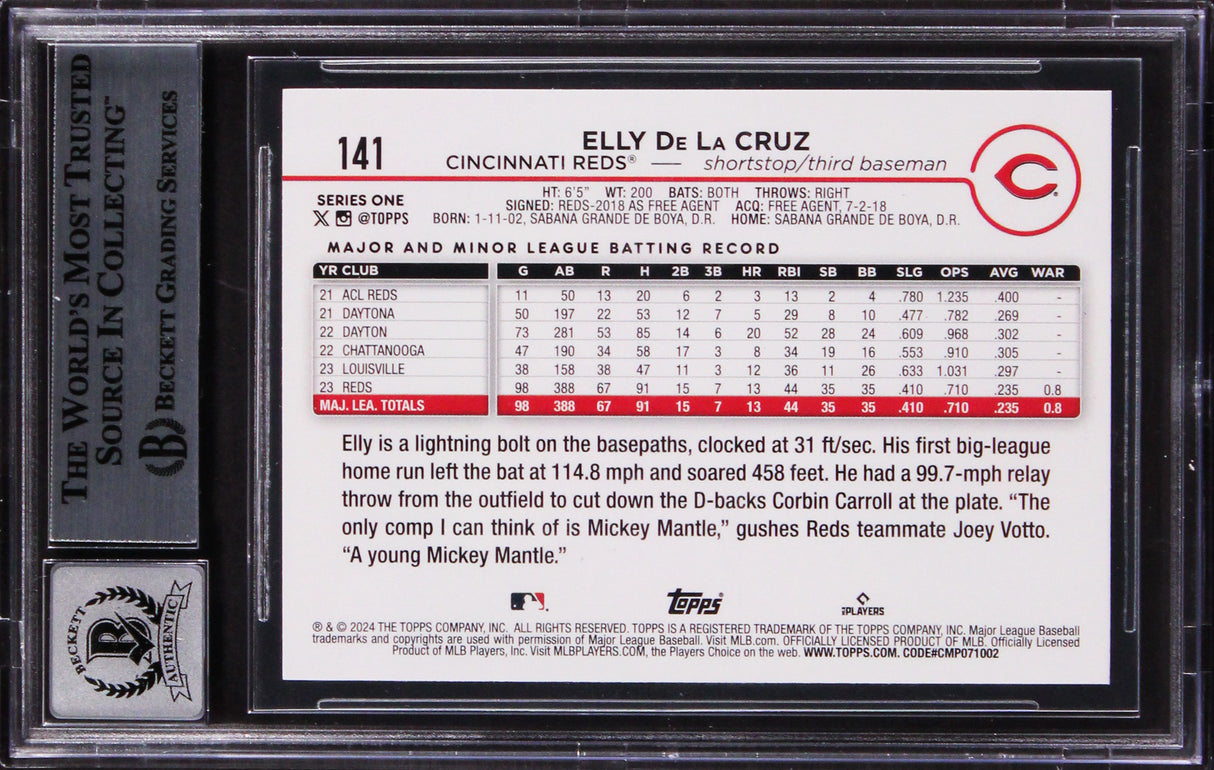 THE WORLD'S MOST TRUSTED
SOURCE IN COLLECTING™
B BECKETT GRADING SERVICES
BECKETT
B
AUTHENTIC
141
ELLY DE LA CRUZ
CINCINNATI REDS® — shortstop/third baseman
C
SERIES ONE
@TOPPS
HT: 6'5" WT: 200 BATS: BOTH THROWS: RIGHT
SIGNED: REDS-2018 AS FREE AGENT ACQ: FREE AGENT, 7-2-18
BORN: 1-11-02, SABANA GRANDE DE BOYA, D.R. HOME: SABANA GRANDE DE BOYA, D.R.
MAJOR AND MINOR LEAGUE BATTING RECORD
YR CLUB G AB R H 2B 3B HR RBI SB BB SLG OPS AVG WAR
21 ACL REDS 11 50 13 20 6 2 3 13 2 4 .780 1.235 .400 -
21 DAYTONA 50 197 22 53 12 7 5 29 8 10 .477 .782 .269 -
22 DAYTON 73 281 53 85 14 6 20 52 28 24 .609 .968 .302 -
22 CHATTANOOGA 47 190 34 58 17 3 8 34 19 16 .553 .910 .305 -
23 LOUISVILLE 38 158 38 47 11 3 12 36 11 26 .633 1.031 .297 -
23 REDS 98 388 67 91 15 7 13 44 35 35 .410 .710 .235 0.8
MAJ. LEA. TOTALS 98 388 67 91 15 7 13 44 35 35 .410 .710 .235 0.8
Elly is a lightning bolt on the basepaths, clocked at 31 ft/sec. His first big-league
home run left the bat at 114.8 mph and soared 458 feet. He had a 99.7-mph relay
throw from the outfield to cut down the D-backs Corbin Carroll at the plate. “The
only comp I can think of is Mickey Mantle,” gushes Reds teammate Joey Votto.
“A young Mickey Mantle.”
Topps®
PLAYERS
® & © 2024 THE TOPPS COMPANY, INC. ALL RIGHTS RESERVED. TOPPS IS A REGISTERED TRADEMARK OF THE TOPPS COMPANY, INC. Major League Baseball
trademarks and copyrights are used with permission of Major League Baseball. Visit MLB.com. OFFICIALLY LICENSED PRODUCT OF MLB. Officially Licensed
Product of MLB Players, Inc. Visit MLBPLAYERS.COM, the Players Choice on the web. WWW.TOPPS.COM. CODE#CMP071002